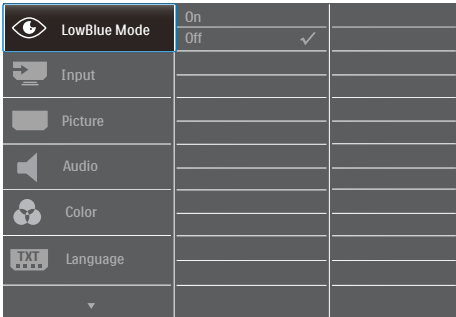 LowBlue Mode
On
Off
Input
Picture
Audio
Color
TXT
Language